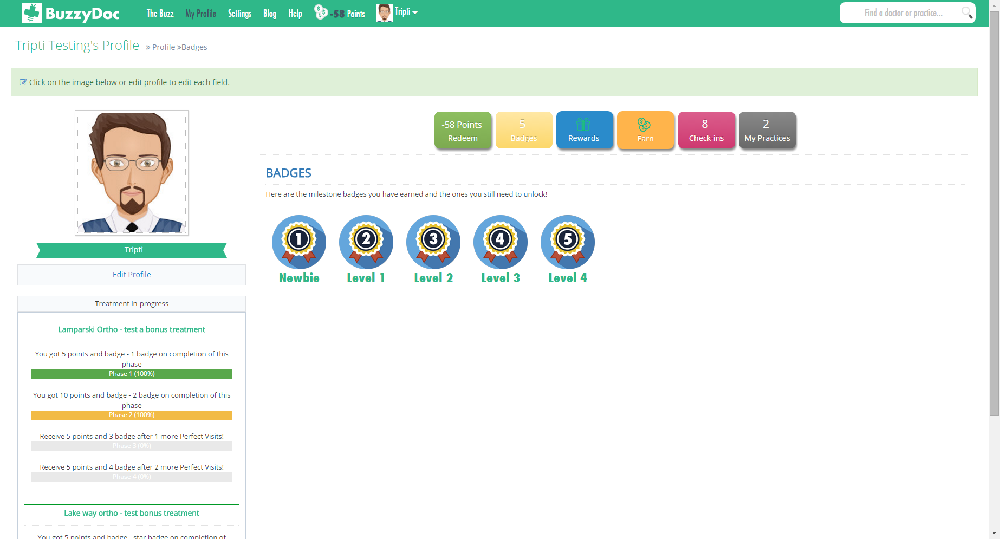 BuzzyDoc
The Buzz My Profile Settings Blog Help -58 Points Tripti
Find a doctor or practice...
Tripti Testing's Profile » Profile »Badges
Click on the image below or edit profile to edit each field.
-58 Points
Redeem
5
Badges
Rewards
Earn
8
Check-ins
2
My Practices
BADGES
Here are the milestone badges you have earned and the ones you still need to unlock!
1
Newbie
2
Level 1
3
Level 2
4
Level 3
5
Level 4
Tripti
Edit Profile
Treatment in-progress
Lamparski Ortho - test a bonus treatment
You got 5 points and badge - 1 badge on completion of this
phase
Phase 1 (100%)
You got 10 points and badge - 2 badge on completion of this
phase
Phase 2 (100%)
Receive 5 points and 3 badge after 1 more Perfect Visits!
Phase 3 (0%)
Receive 5 points and 4 badge after 2 more Perfect Visits!
Phase 4 (0%)
Lake way ortho - test bonus treatment
You got 5 points and badge - star badge on completion of